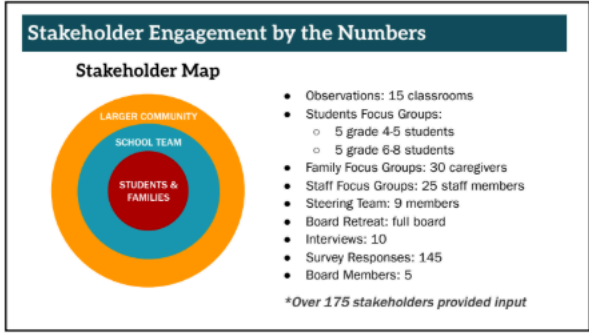 Stakeholder Engagement by the Numbers
Stakeholder Map
LARGER COMMUNITY
SCHOOL TEAM
STUDENTS &
FAMILIES
● Observations: 15 classrooms
● Students Focus Groups:
○ 5 grade 4-5 students
○ 5 grade 6-8 students
● Family Focus Groups: 30 caregivers
● Staff Focus Groups: 25 staff members
● Steering Team: 9 members
● Board Retreat: full board
● Interviews: 10
● Survey Responses: 145
● Board Members: 5
*Over 175 stakeholders provided input